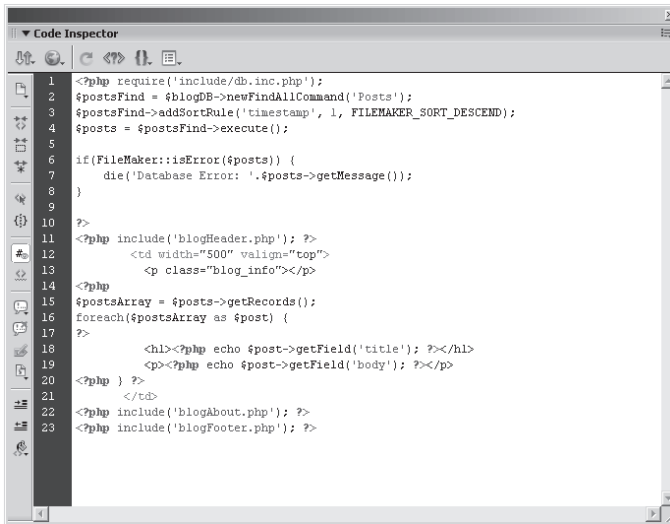 Code Inspector
1 <?php require('include/db.inc.php');
2 $postsFind = $blogDB->newFindAllCommand('Posts');
3 $postsFind->addSortRule('timestamp', 1, FILEMAKER_SORT_DESCEND);
4 $posts = $postsFind->execute();
5
6 if(FileMaker::isError($posts)) {
7     die('Database Error: '.$posts->getMessage());
8 }
9
10 ?>
11 <?php include('blogHeader.php'); ?>
12         <td width="500" valign="top">
13           <p class="blog_info"></p>
14 <?php
15 $postsArray = $posts->getRecords();
16 foreach($postsArray as $post) {
17 ?>
18           <h1><?php echo $post->getField('title'); ?></h1>
19           <p><?php echo $post->getField('body'); ?></p>
20 <?php } ?>
21        </td>
22 <?php include('blogAbout.php'); ?>
23 <?php include('blogFooter.php'); ?>